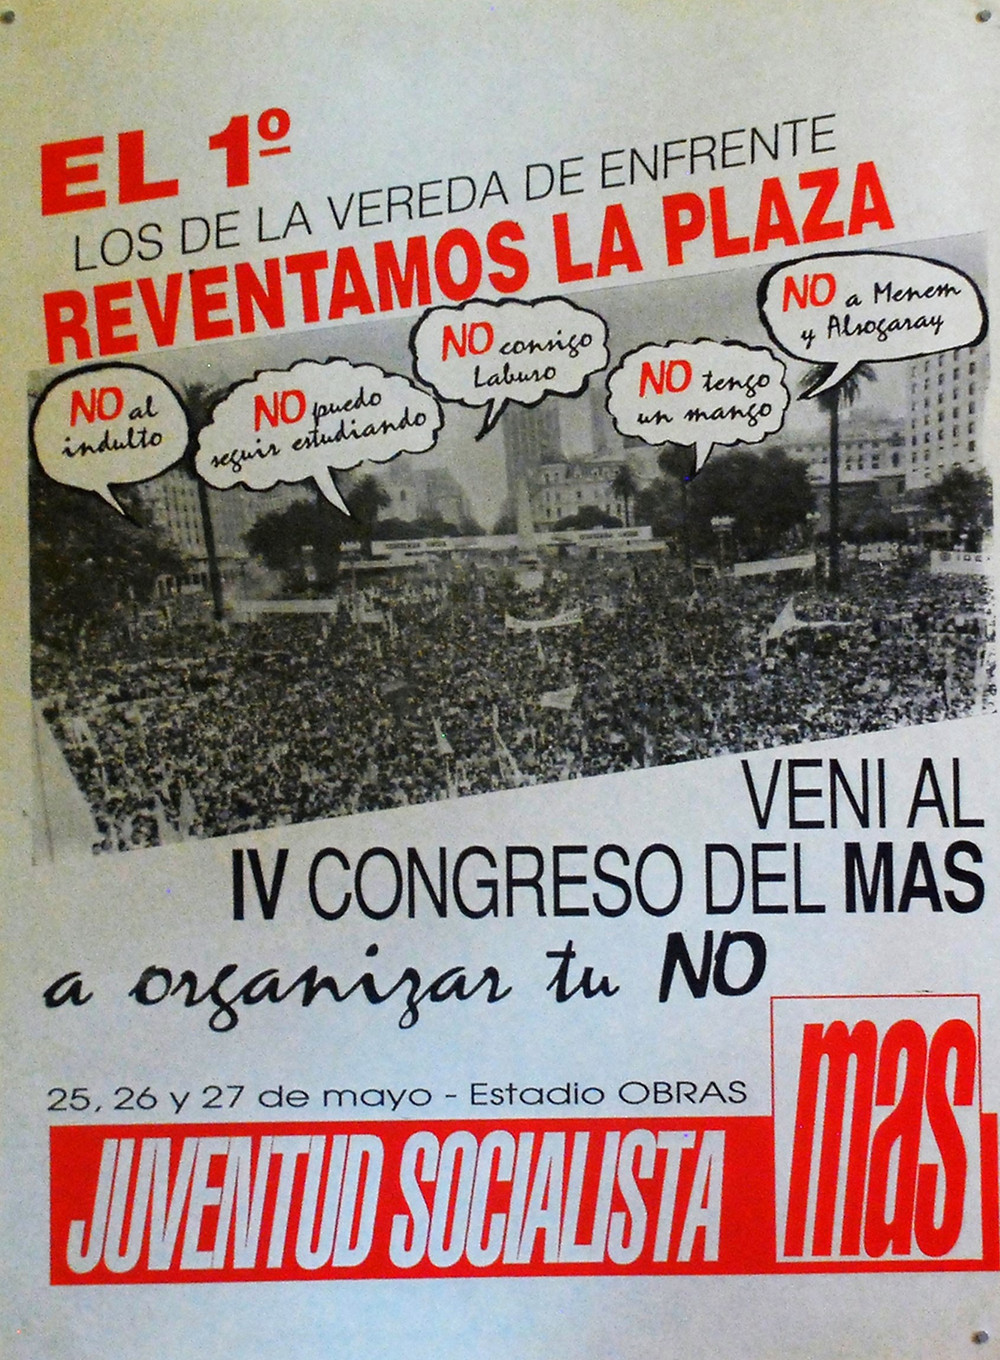 EL 1º
LOS DE LA VEREDA DE ENFRENTE
REVENTAMOS LA PLAZA
NO al
indulto
NO puedo
seguir estudiando
NO consigo
Laburo
NO tengo
un mango
NO a Menem
y Alsogaray
VENI AL
IV CONGRESO DEL MAS
a organizar tu NO
25, 26 y 27 de mayo - Estadio OBRAS
JUVENTUD SOCIALISTA
mas